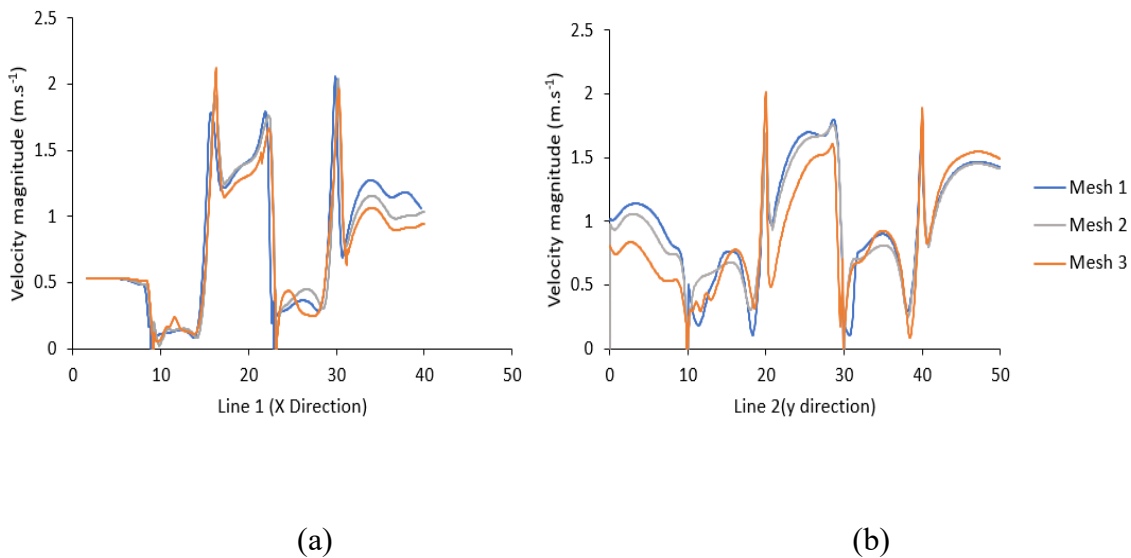 2.5
2
1.5
1
0.5
0
Velocity magnitude (m.s⁻¹)
0 10 20 30 40 50
Line 1 (X Direction)
2.5
2
1.5
1
0.5
0
Velocity magnitude (m.s⁻¹)
0 10 20 30 40 50
Line 2(y direction)
Mesh 1
Mesh 2
Mesh 3
(a)
(b)